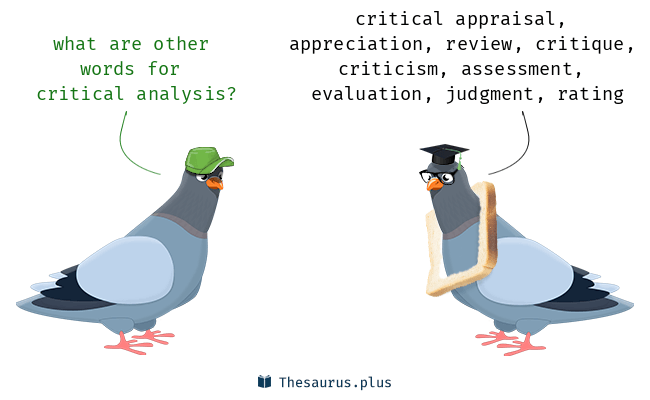 what are other
words for
critical analysis?
critical appraisal,
appreciation, review, critique,
criticism, assessment,
evaluation, judgment, rating
Thesaurus.plus